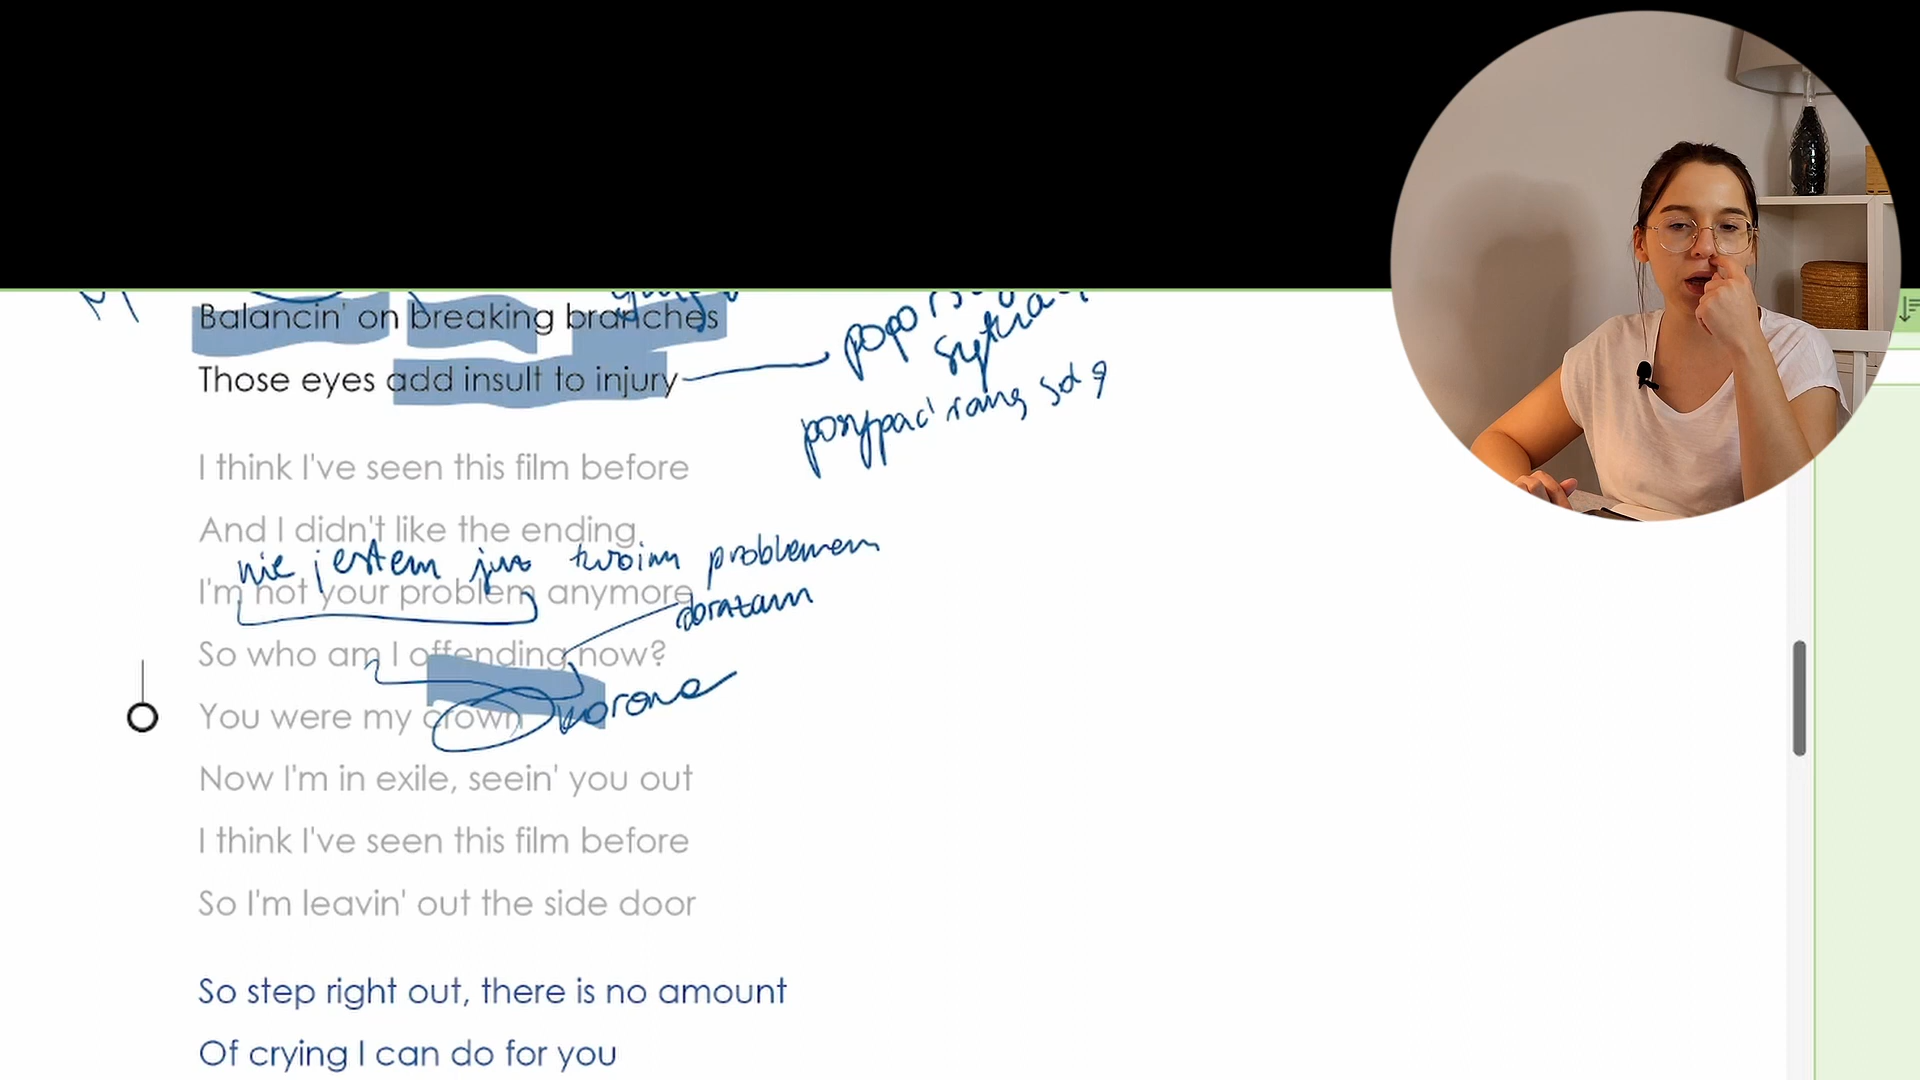 Balancin' on breaking branches
Those eyes add insult to injury
posypać ranę solą
I think I've seen this film before
And I didn't like the ending
nie jestem już twoim problemem
I'm not your problem anymore
obrażam
So who am I offending now?
korona
You were my crown
Now I'm in exile, seein' you out
I think I've seen this film before
So I'm leavin' out the side door
So step right out, there is no amount
Of crying I can do for you